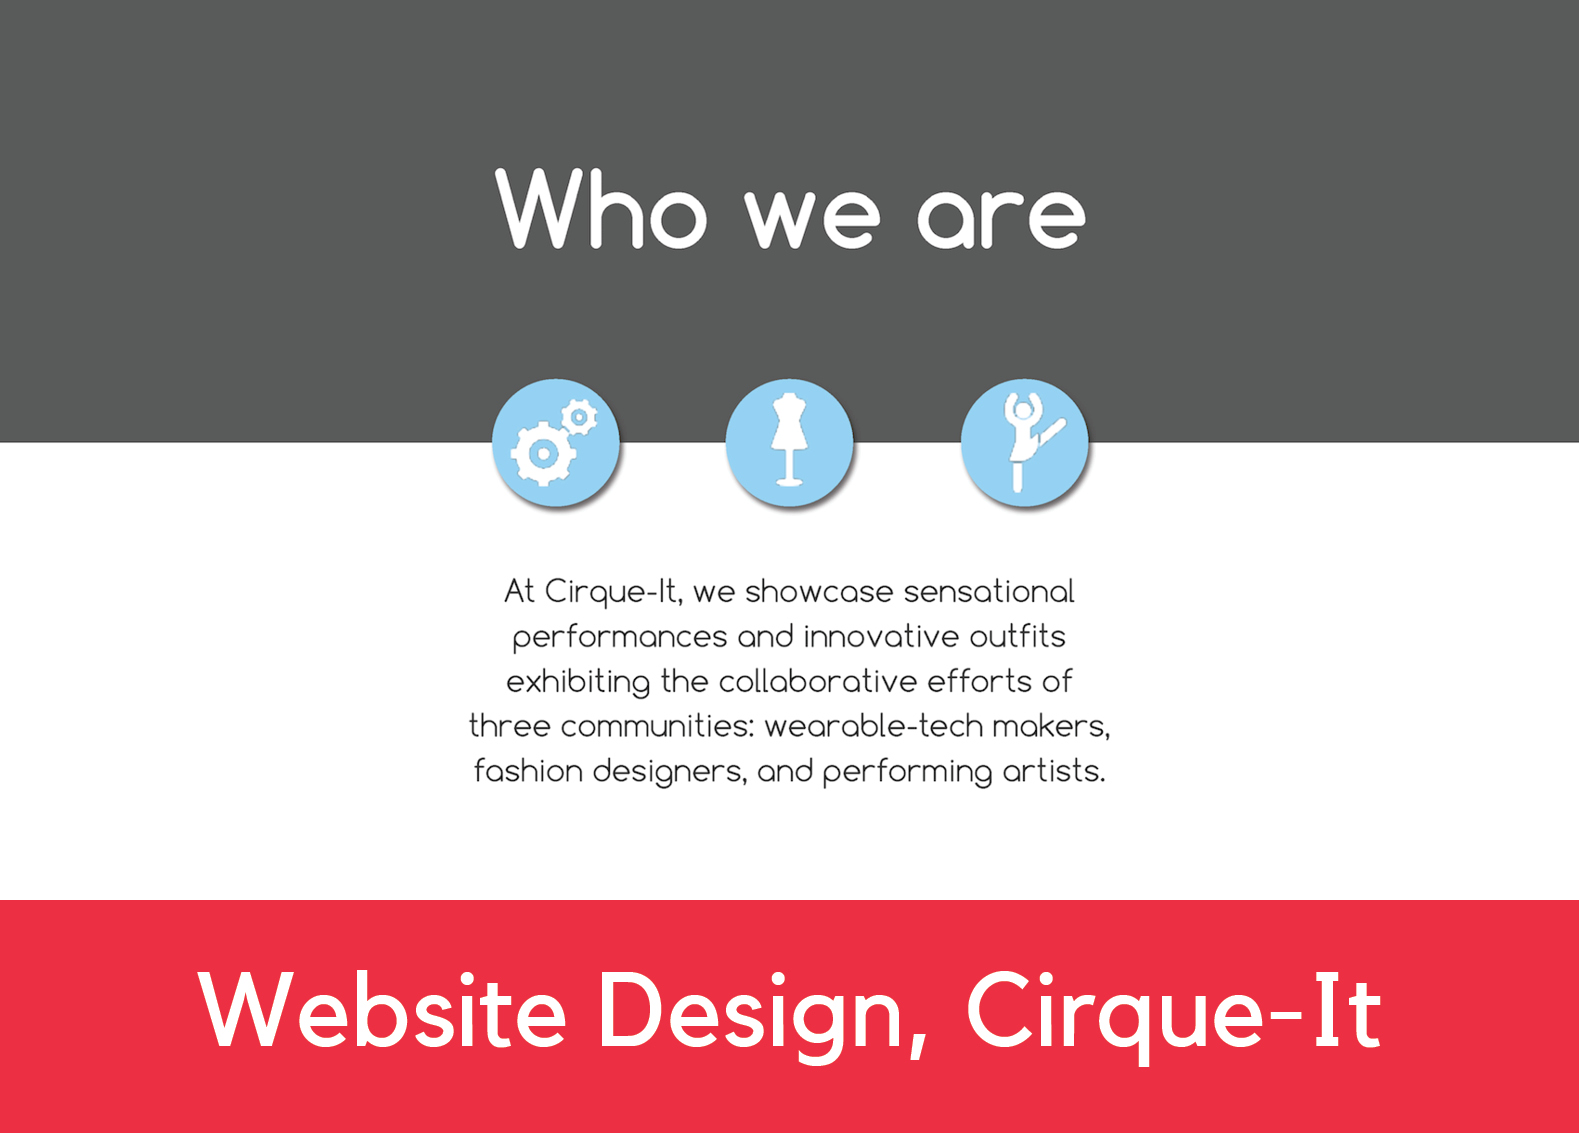 Who we are
At Cirque-It, we showcase sensational
performances and innovative outfits
exhibiting the collaborative efforts of
three communities: wearable-tech makers,
fashion designers, and performing artists.
Website Design, Cirque-It